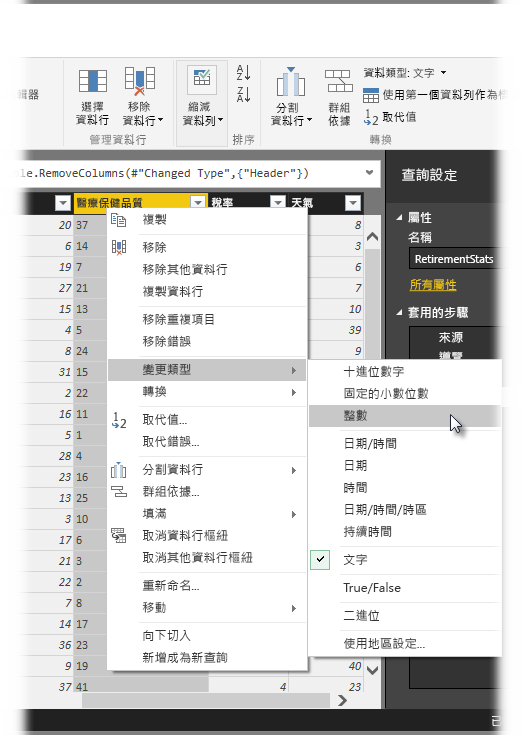 選擇
資料行
移除
資料行
管理資料行
縮減
資料列
排序
分割
資料行
群組
依據
資料類型: 文字
使用第一個資料列作為標
取代值
轉換
le.RemoveColumns(#"Changed Type",{"Header"})
查詢設定
屬性
名稱
RetirementStats
所有屬性
套用的步驟
來源
導覽
醫療保健品質
稅率
天氣
20 37 8
6 14 3
19 7 6
27 21 7
15 13 10
4 5 39
8 24 9
31 15
2 22
16 11
5 1
28 4
23 16
13 25
3 10
17 6
21 3
22 2
7 8
14 17
36 23
9 19 40
37 41 4 23
複製
移除
移除其他資料行
複製資料行
移除重複項目
移除錯誤
變更類型
轉換
取代值...
取代錯誤...
分割資料行
群組依據...
填滿
取消資料行樞紐
取消其他資料行樞紐
重新命名...
移動
向下切入
新增成為新查詢
十進位數字
固定的小數位數
整數
日期/時間
日期
時間
日期/時間/時區
持續時間
文字
True/False
二進位
使用地區設定...